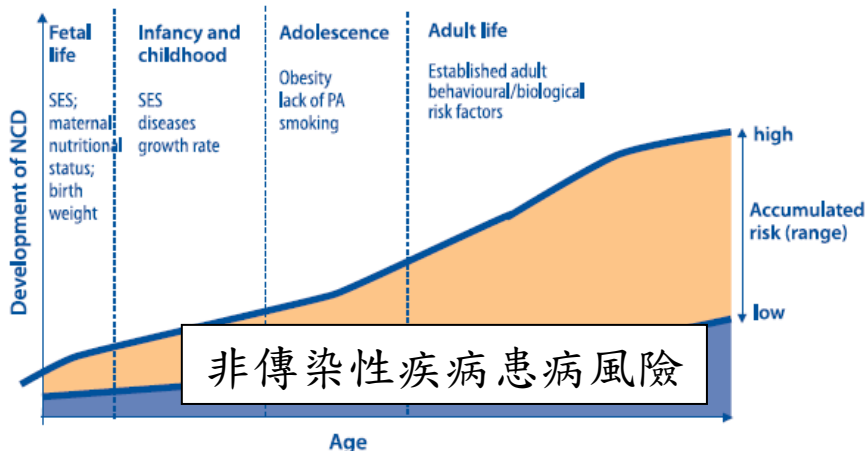 Development of NCD
Fetal
life
SES;
maternal
nutritional
status;
birth
weight
Infancy and
childhood
SES
diseases
growth rate
Adolescence
Obesity
lack of PA
smoking
Adult life
Established adult
behavioural/biological
risk factors
high
Accumulated
risk (range)
low
非傳染性疾病患病風險
Age